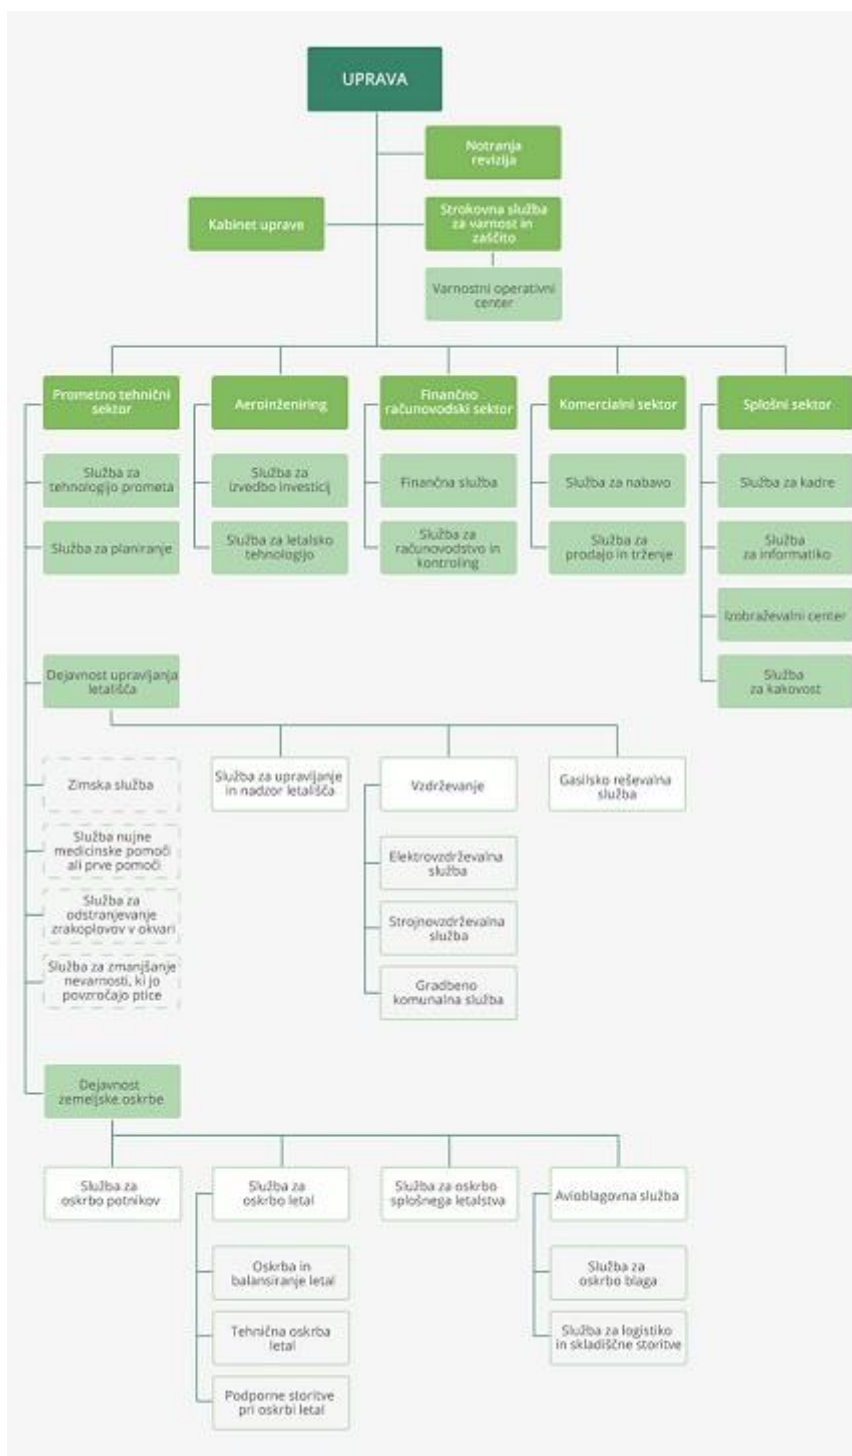 UPRAVA
Notranja
revizija
Kabinet uprave
Strokovna služba
za varnost in
zaščito
Varnostni operativni
center
Prometno tehnični
sektor
Aeroinženiring
Finančno
računovodski sektor
Komercialni sektor
Splošni sektor
Služba za
tehnologijo prometa
Služba za
izvedbo investicij
Finančna služba
Služba za nabavo
Služba za kadre
Služba za planiranje
Služba za letalsko
tehnologijo
Služba za
računovodstvo in
kontroling
Služba za
prodajo in trženje
Služba
za informatiko
Izobraževalni center
Dejavnost upravljanja
letališča
Služba
za kakovost
Zimska služba
Služba za upravljanje
in nadzor letališča
Vzdrževanje
Gasilsko reševalna
služba
Služba nujne
medicinske pomoči
ali prve pomoči
Elektrovzdrževalna
služba
Služba za
odstranjevanje
zrakoplovov v okvari
Strojnovzdrževalna
služba
Služba za zmanjšanje
nevarnosti, ki jo
povzročajo ptice
Gradbeno
komunalna služba
Dejavnost
zemeljske oskrbe
Služba za
oskrbo potnikov
Služba za
oskrbo letal
Služba za oskrbo
splošnega letalstva
Avioblagovna služba
Oskrba in
balansiranje letal
Služba za
oskrbo blaga
Tehnična oskrba
letal
Služba za logistiko
in skladiščne storitve
Podporne storitve
pri oskrbi letal